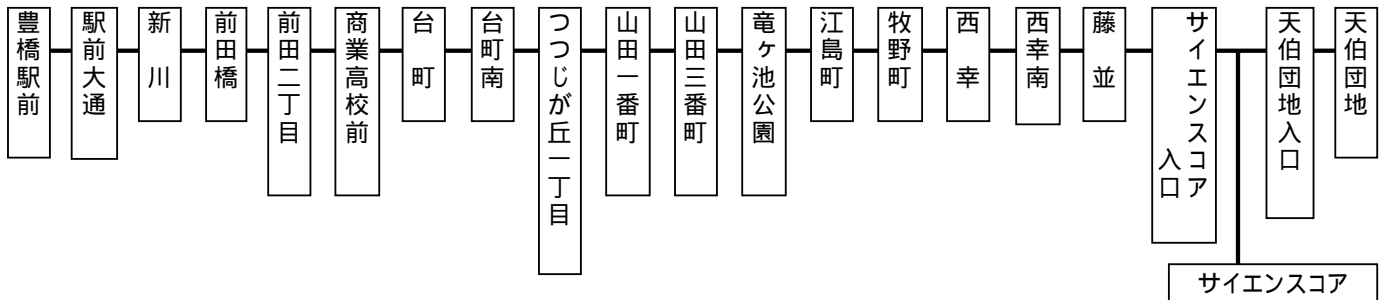 豊橋駅前
駅前大通
新川
前田橋
前田二丁目
商業高校前
台町
台町南
つつじが丘一丁目
山田一番町
山田三番町
竜ヶ池公園
江島町
牧野町
西幸
西幸南
藤並
サイエンスコア
入口
天伯団地入口
天伯団地
サイエンスコア